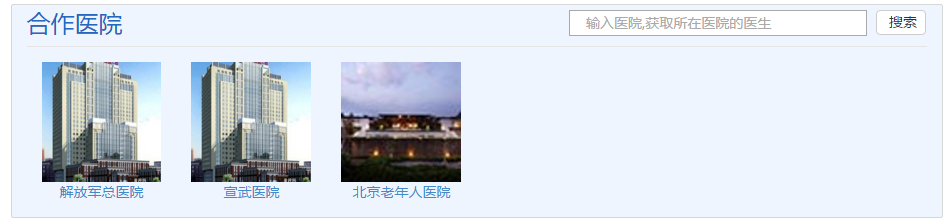 合作医院
输入医院,获取所在医院的医生
搜索
解放军总医院
宣武医院
北京老年人医院